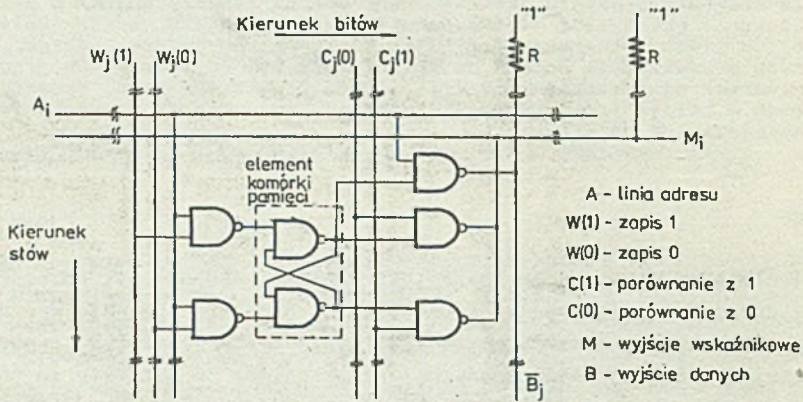 Kierunek bitów
"1" "1"
Wj(1) Wj(0) Cj(0) Cj(1)
R R
Ai
Mi
element
komórki
pamięci
Kierunek
słów
A - linia adresu
W(1) - zapis 1
W(0) - zapis 0
C(1) - porównanie z 1
C(0) - porównanie z 0
M - wyjście wskaźnikowe
B - wyjście danych
B̅j